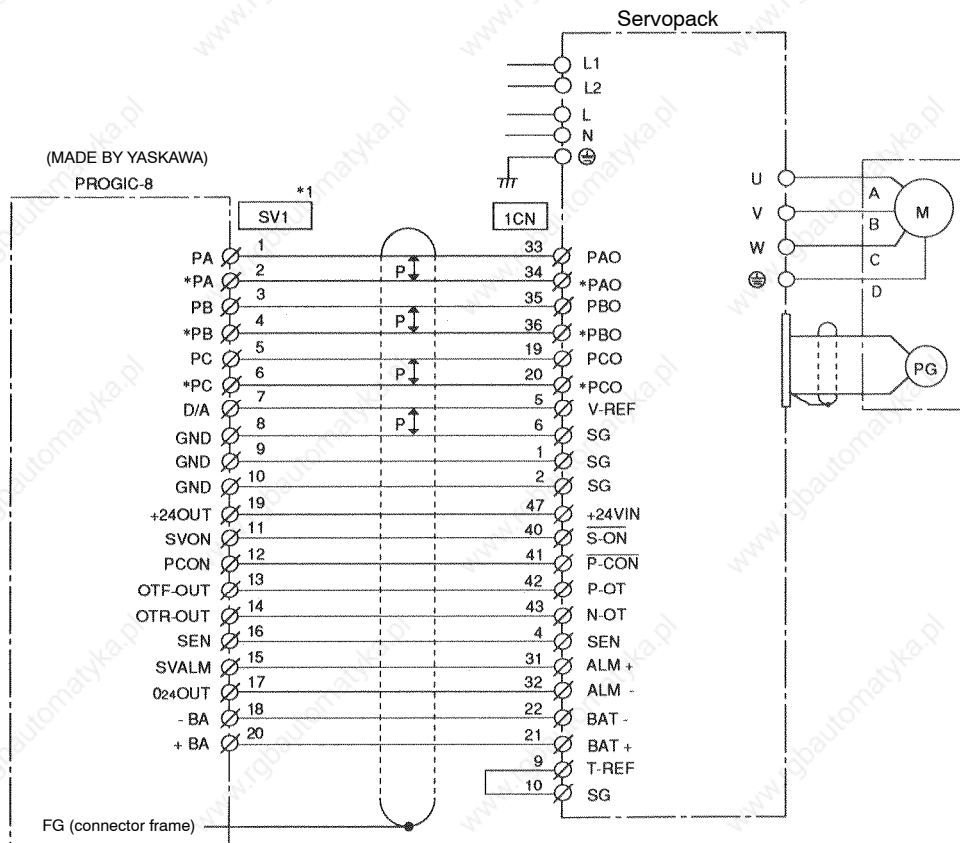 Servopack
L1
L2
L
N
(MADE BY YASKAWA)
PROGIC-8
*1
SV1
1CN
U
V
W
A
B
C
D
M
PG
PA 1 P 33 PAO
*PA 2 34 *PAO
PB 3 P 35 PBO
*PB 4 36 *PBO
PC 5 P 19 PCO
*PC 6 20 *PCO
D/A 7 P 5 V-REF
GND 8 6 SG
GND 9 1 SG
GND 10 2 SG
+24OUT 19 47 +24VIN
SVON 11 40 S-ON
PCON 12 41 P-CON
OTF-OUT 13 42 P-OT
OTR-OUT 14 43 N-OT
SEN 16 4 SEN
SVALM 15 31 ALM +
024OUT 17 32 ALM -
- BA 18 22 BAT -
+ BA 20 21 BAT +
9 T-REF
10 SG
FG (connector frame)
www.rgbautomatyka.pl